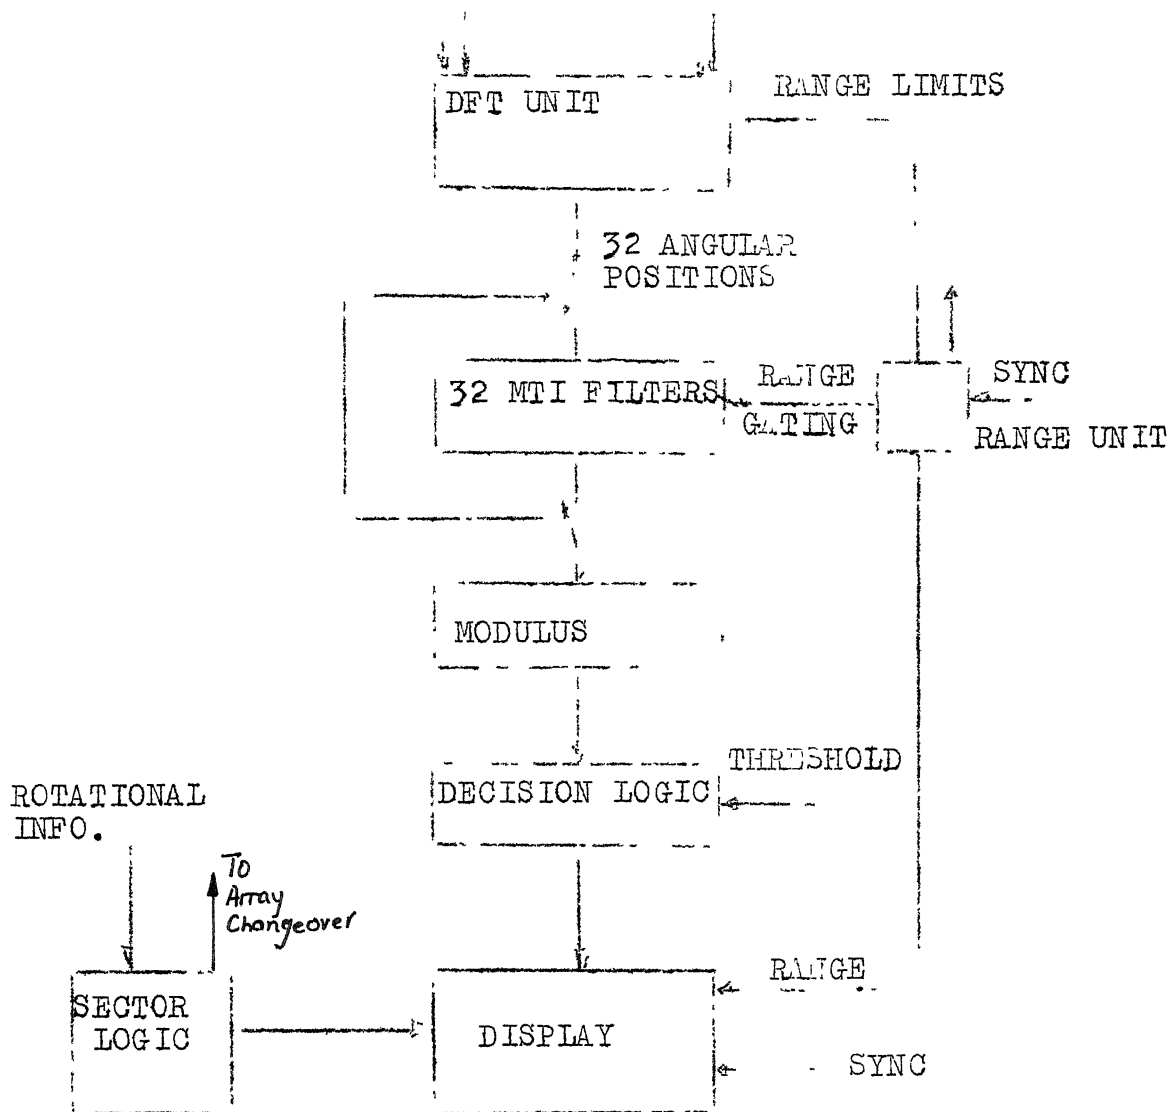 DFT UNIT
RANGE LIMITS
32 ANGULAR
POSITIONS
32 MTI FILTERS
RANGE
GATING
SYNC
RANGE UNIT
MODULUS
THRESHOLD
DECISION LOGIC
ROTATIONAL
INFO.
To
Array
Changeover
SECTOR
LOGIC
DISPLAY
RANGE
SYNC